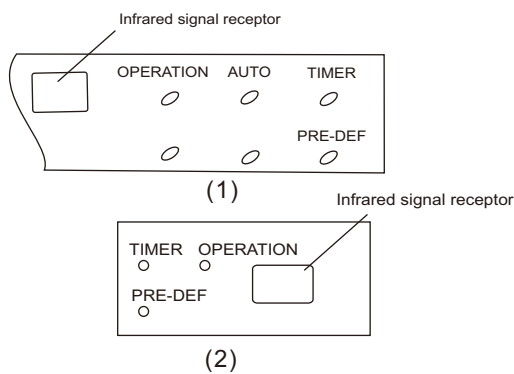 Infrared signal receptor
OPERATION AUTO TIMER
PRE-DEF
(1)
Infrared signal receptor
TIMER OPERATION
PRE-DEF
(2)